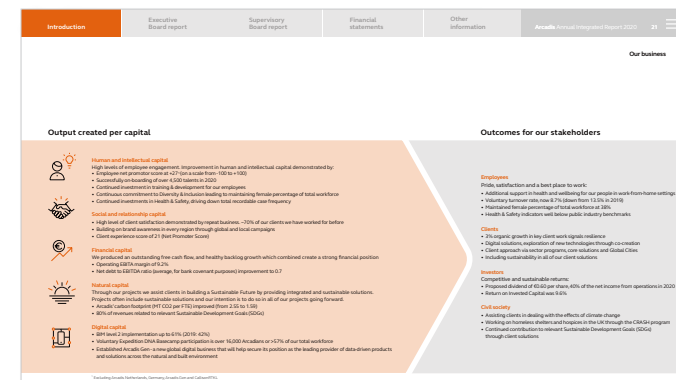 Introduction
Executive
Board report
Supervisory
Board report
Financial
statements
Other
Information
Arcadis Annual Integrated Report 2020 21
Our business
Output created per capital
Human and intellectual capital
High levels of employee engagement. Improvement in human and intellectual capital demonstrated by:
• Employee net promotor score at +27¹ (on a scale from -100 to +100)
• Successfully on-boarding of over 4,500 talents in 2020
• Continued investment in training & development for our employees
• Continuous commitment to Diversity & Inclusion leading to maintaining female percentage of total workforce
• Continued investments in Health & Safety, driving down total recordable case frequency
Social and relationship capital
• High level of client satisfaction demonstrated by repeat business. ~70% of our clients we have worked for before
• Building on brand awareness in every region through global and local campaigns
• Client experience score of 21 (Net Promotor Score)
Financial capital
We produced an outstanding free cash flow, and healthy backlog growth which combined create a strong financial position
• Operating EBITA margin of 9.2%
• Net debt to EBITDA ratio (average, for bank covenant purposes) improvement to 0.7
Natural capital
Through our projects we assist clients in building a Sustainable Future by providing integrated and sustainable solutions.
Projects often include sustainable solutions and our intention is to do so in all of our projects going forward.
• Arcadis' carbon footprint (MT CO2 per FTE) improved (from 2.55 to 1.59)
• 80% of revenues related to relevant Sustainable Development Goals (SDGs)
Digital capital
• BIM level 2 implementation up to 61% (2019: 42%)
• Voluntary Expedition DNA Basecamp participation is over 16,000 Arcadians or >57% of our total workforce
• Established Arcadis Gen - a new global digital business that will help secure its position as the leading provider of data-driven products
and solutions across the natural and built environment
¹ Excluding Arcadis Netherlands, Germany, Arcadis Gen and CallisonRTKL
Outcomes for our stakeholders
Employees
Pride, satisfaction and a best place to work:
• Additional support in health and wellbeing for our people in work-from-home settings
• Voluntary turnover rate, now 8.7% (down from 13.5% in 2019)
• Maintained female percentage of total workforce at 38%
• Health & Safety indicators well below public industry benchmarks
Clients
• 3% organic growth in key client work signals resilience
• Digital solutions, exploration of new technologies through co-creation
• Client approach via sector programs, core solutions and Global Cities
• Including sustainability in all of our client solutions
Investors
Competitive and sustainable returns:
• Proposed dividend of €0.60 per share, 40% of the net income from operations in 2020
• Return on Invested Capital was 9.6%
Civil society
• Assisting clients in dealing with the effects of climate change
• Working on homeless shelters and hospices in the UK through the CRASH program
• Continued contribution to relevant Sustainable Development Goals (SDGs)
through client solutions